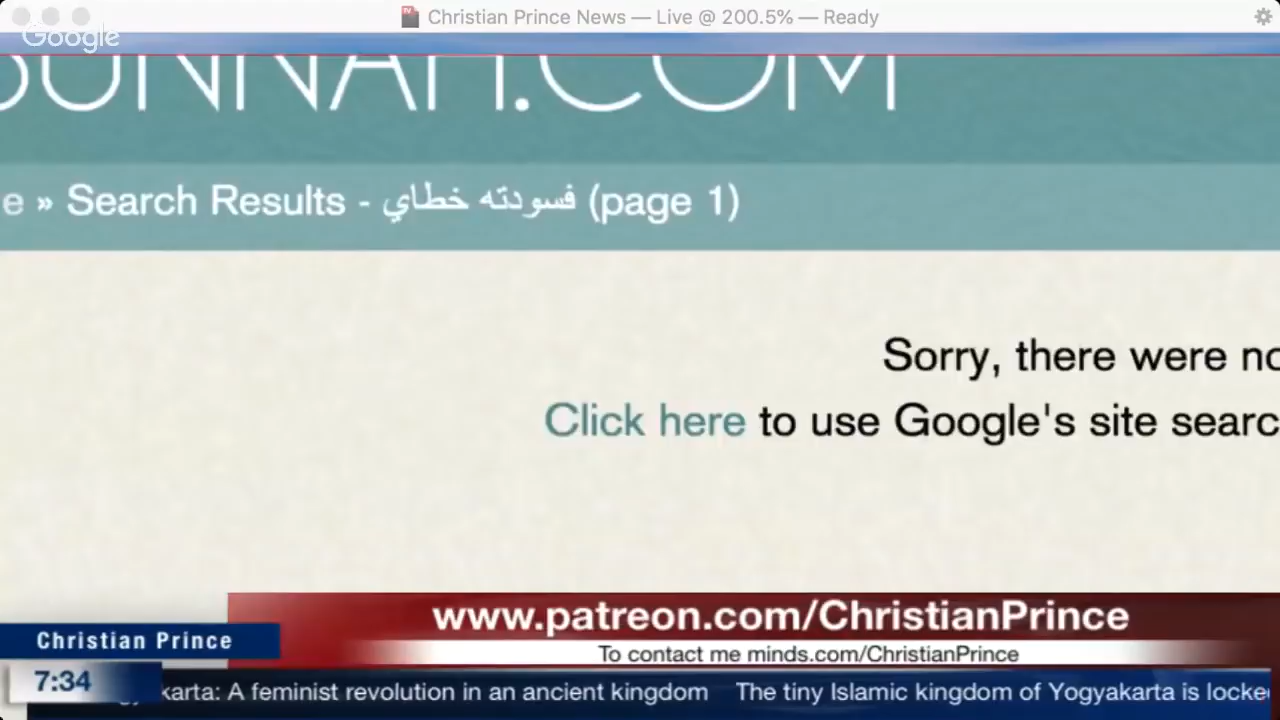 Christian Prince News — Live @ 200.5% — Ready
Google
SUNNAH.COM
e » Search Results - فسودته خطاي (page 1)
Sorry, there were no
Click here to use Google's site searc
www.patreon.com/ChristianPrince
Christian Prince
To contact me minds.com/ChristianPrince
7:34
karta: A feminist revolution in an ancient kingdom The tiny Islamic kingdom of Yogyakarta is locke